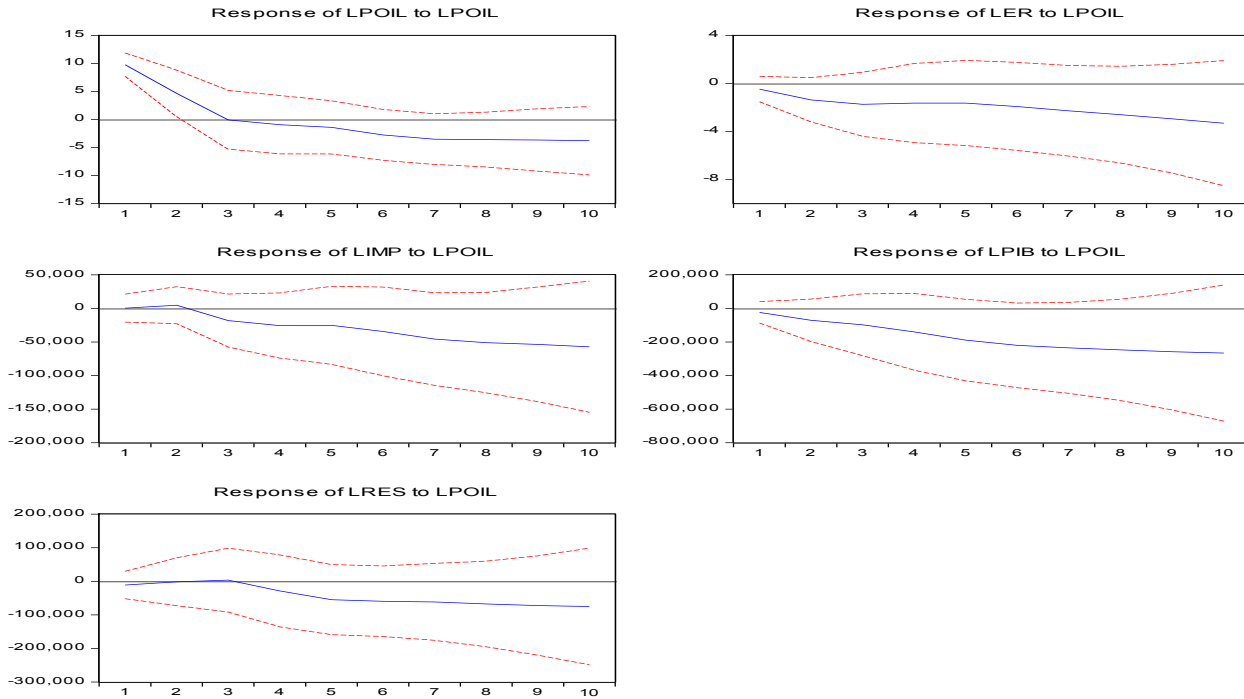 Response of LPOIL to LPOIL
15
10
5
0
-5
-10
-15
1 2 3 4 5 6 7 8 9 10
Response of LER to LPOIL
4
0
-4
-8
1 2 3 4 5 6 7 8 9 10
Response of LIMP to LPOIL
50,000
0
-50,000
-100,000
-150,000
-200,000
1 2 3 4 5 6 7 8 9 10
Response of LPIB to LPOIL
200,000
0
-200,000
-400,000
-600,000
-800,000
1 2 3 4 5 6 7 8 9 10
Response of LRES to LPOIL
200,000
100,000
0
-100,000
-200,000
-300,000
1 2 3 4 5 6 7 8 9 10